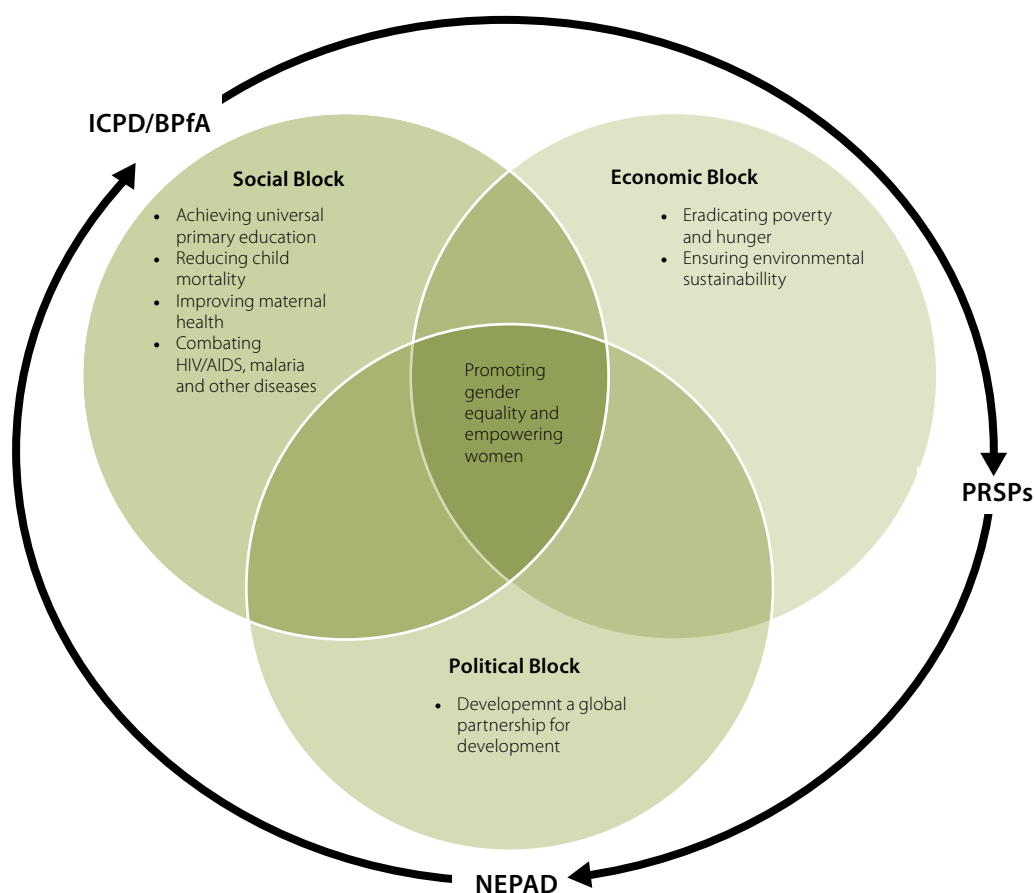 ICPD/BPfA
Social Block
• Achieving universal
primary education
• Reducing child
mortality
• Improving maternal
health
• Combating
HIV/AIDS, malaria
and other diseases
Economic Block
• Eradicating poverty
and hunger
• Ensuring environmental
sustainabillity
Promoting
gender
equality and
empowering
women
PRSPs
Political Block
• Developemnt a global
partnership for
development
NEPAD